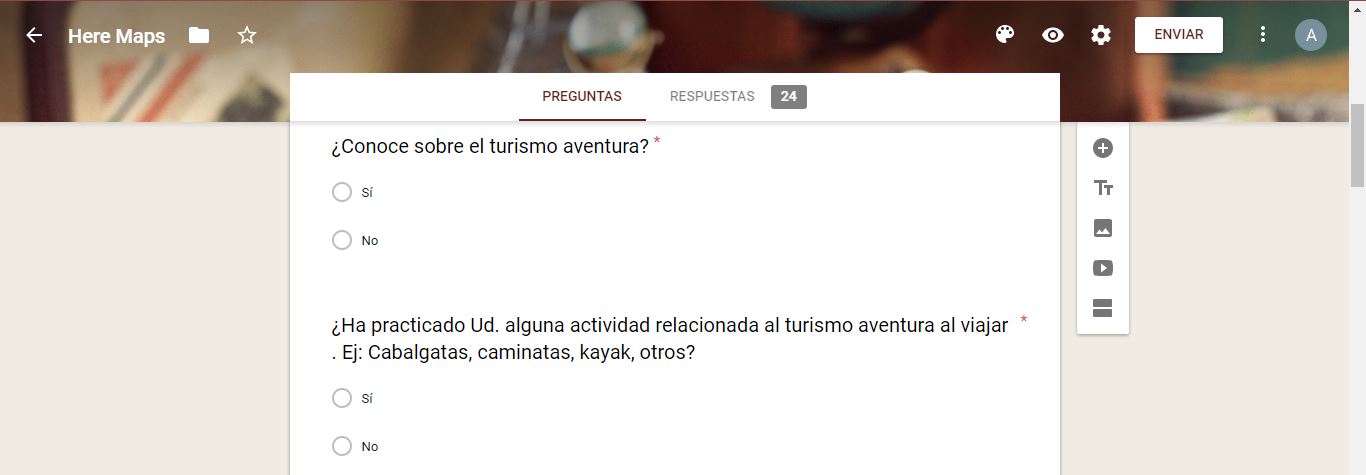 Here Maps
ENVIAR
A
PREGUNTAS
RESPUESTAS
24
¿Conoce sobre el turismo aventura? *
Sí
No
Tt
¿Ha practicado Ud. alguna actividad relacionada al turismo aventura al viajar *
. Ej: Cabalgatas, caminatas, kayak, otros?
Sí
No